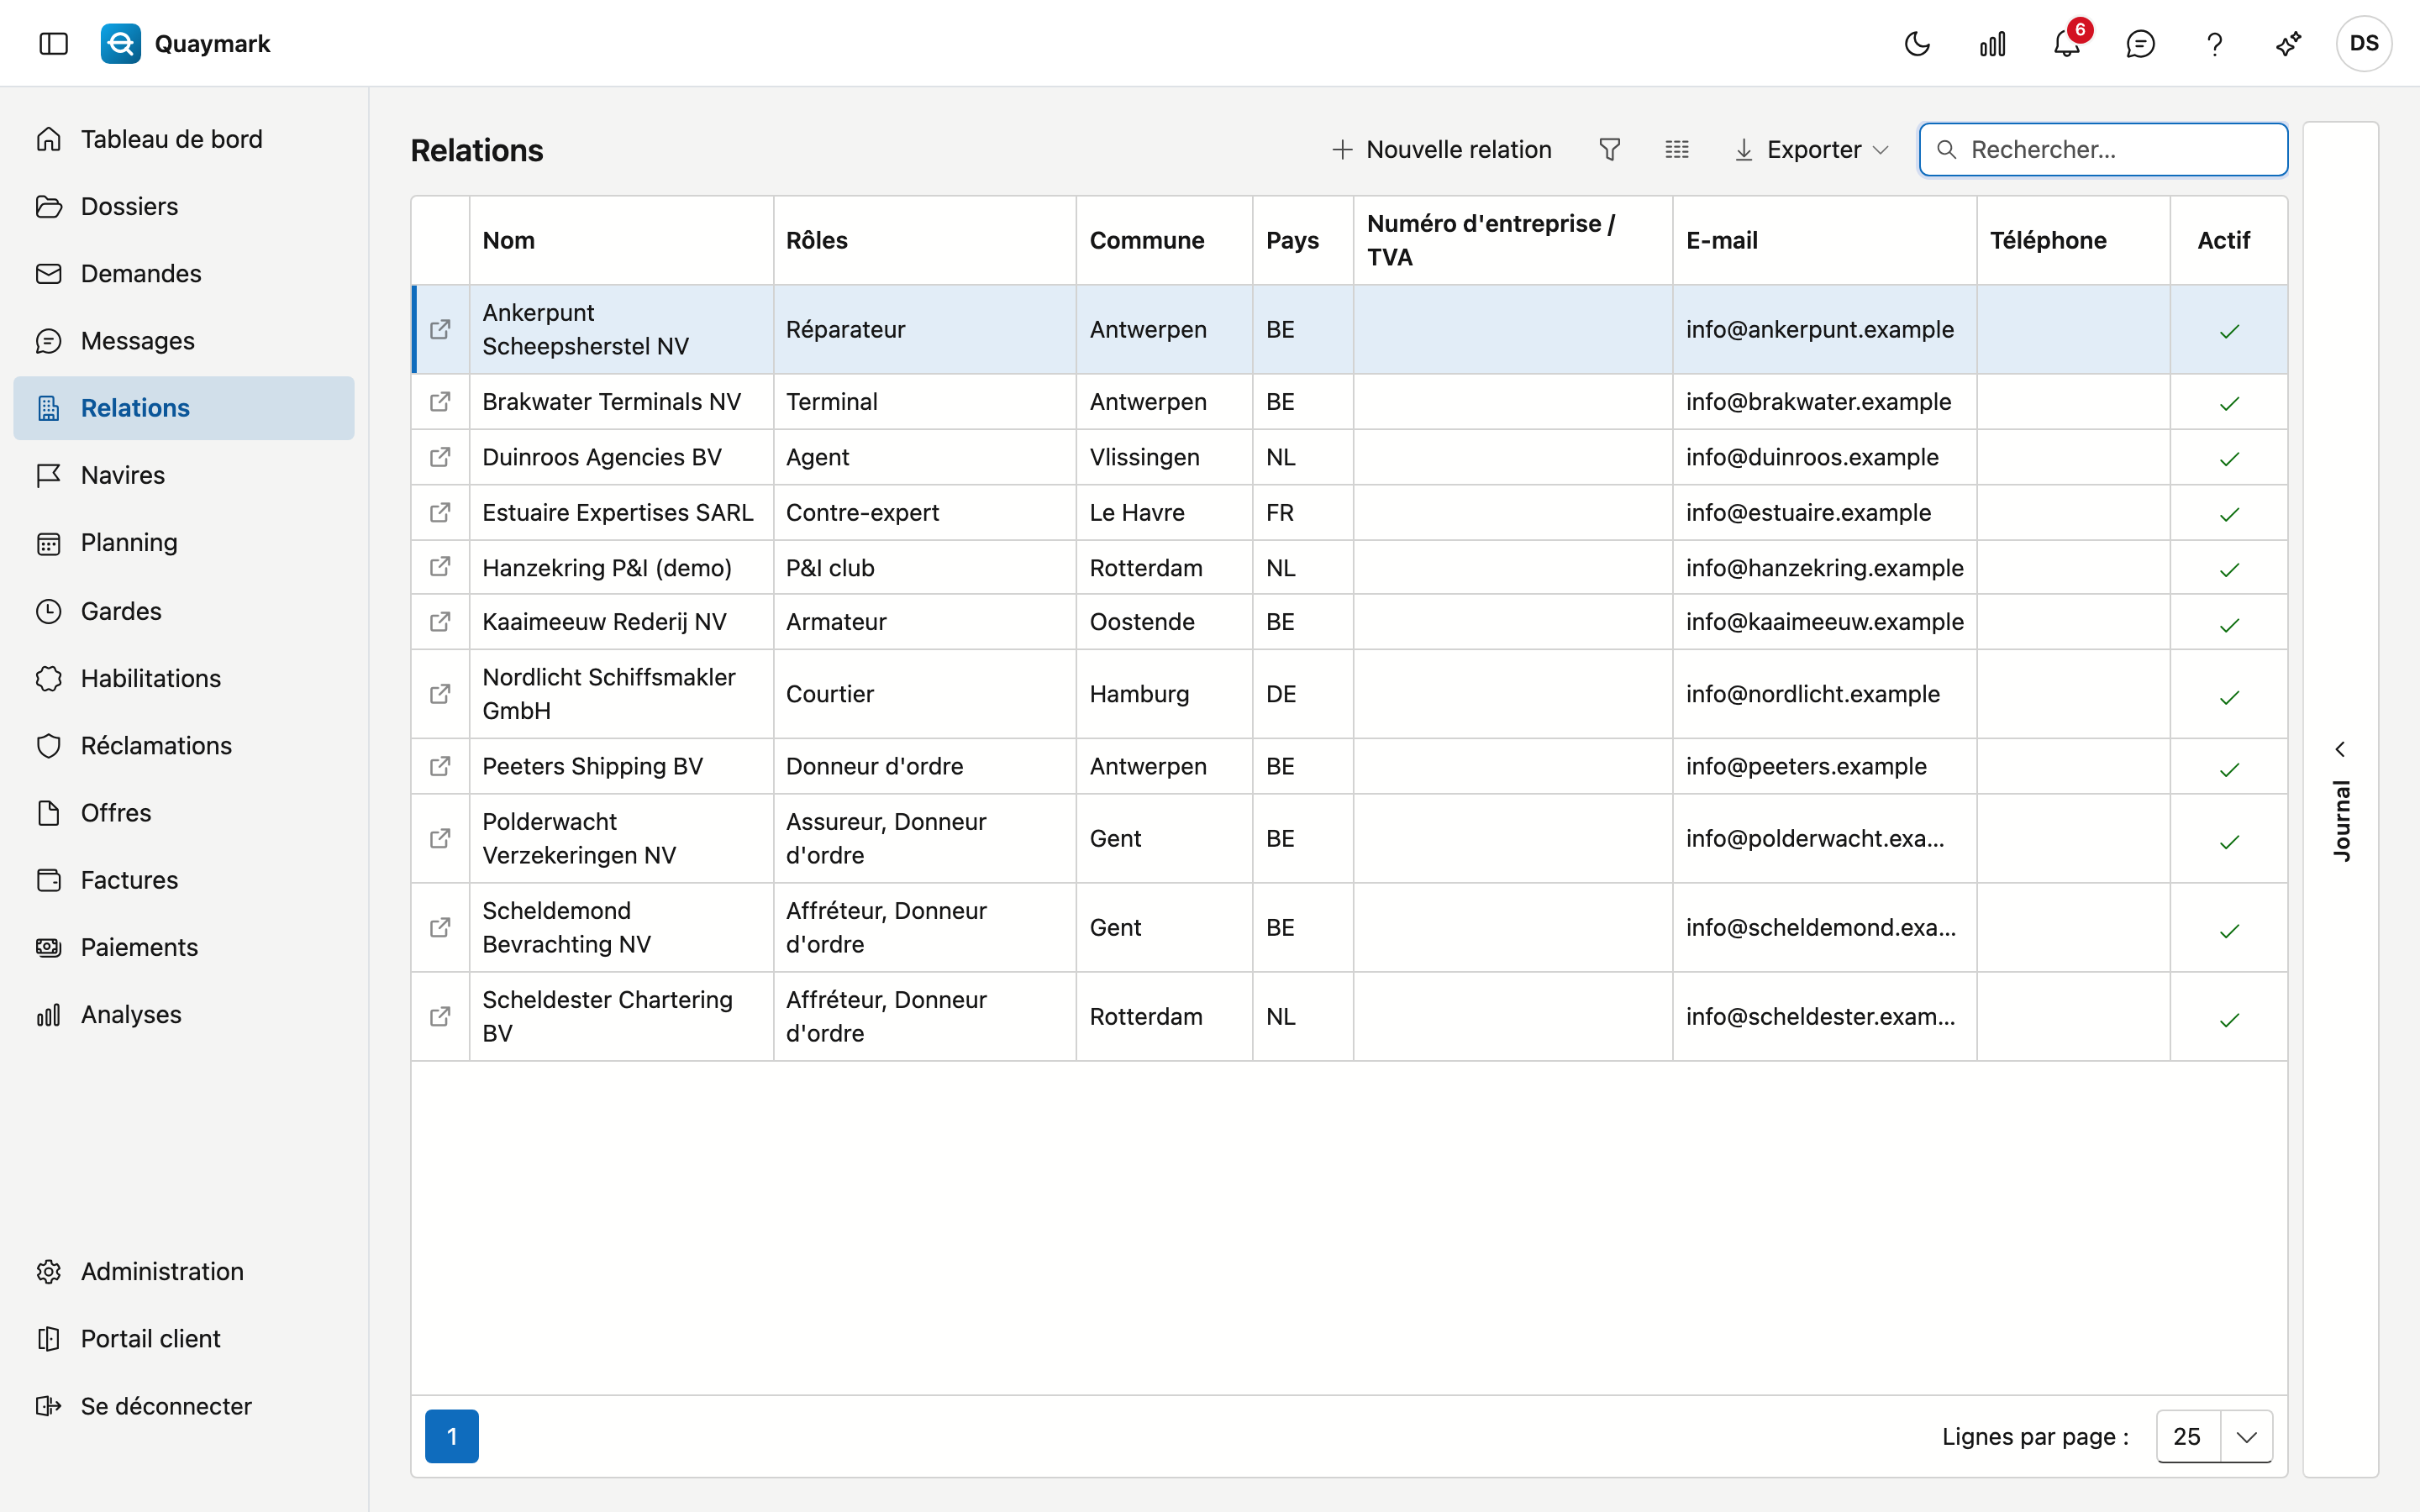 Quaymark
6
DS
Tableau de bord
Dossiers
Demandes
Messages
Relations
Navires
Planning
Gardes
Habilitations
Réclamations
Offres
Factures
Paiements
Analyses
Administration
Portail client
Se déconnecter
Relations
Nouvelle relation
Exporter
Rechercher...
Nom Rôles Commune Pays Numéro d'entreprise / TVA E-mail Téléphone Actif
Ankerpunt Scheepsherstel NV Réparateur Antwerpen BE info@ankerpunt.example
Brakwater Terminals NV Terminal Antwerpen BE info@brakwater.example
Duinroos Agencies BV Agent Vlissingen NL info@duinroos.example
Estuaire Expertises SARL Contre-expert Le Havre FR info@estuaire.example
Hanzekring P&I (demo) P&I club Rotterdam NL info@hanzekring.example
Kaaimeeuw Rederij NV Armateur Oostende BE info@kaaimeeuw.example
Nordlicht Schiffsmakler GmbH Courtier Hamburg DE info@nordlicht.example
Peeters Shipping BV Donneur d'ordre Antwerpen BE info@peeters.example
Polderwacht Verzekeringen NV Assureur, Donneur d'ordre Gent BE info@polderwacht.exa...
Scheldemond Bevrachting NV Affréteur, Donneur d'ordre Gent BE info@scheldemond.exa...
Scheldester Chartering BV Affréteur, Donneur d'ordre Rotterdam NL info@scheldester.exam...
1
Lignes par page :
25
Journal